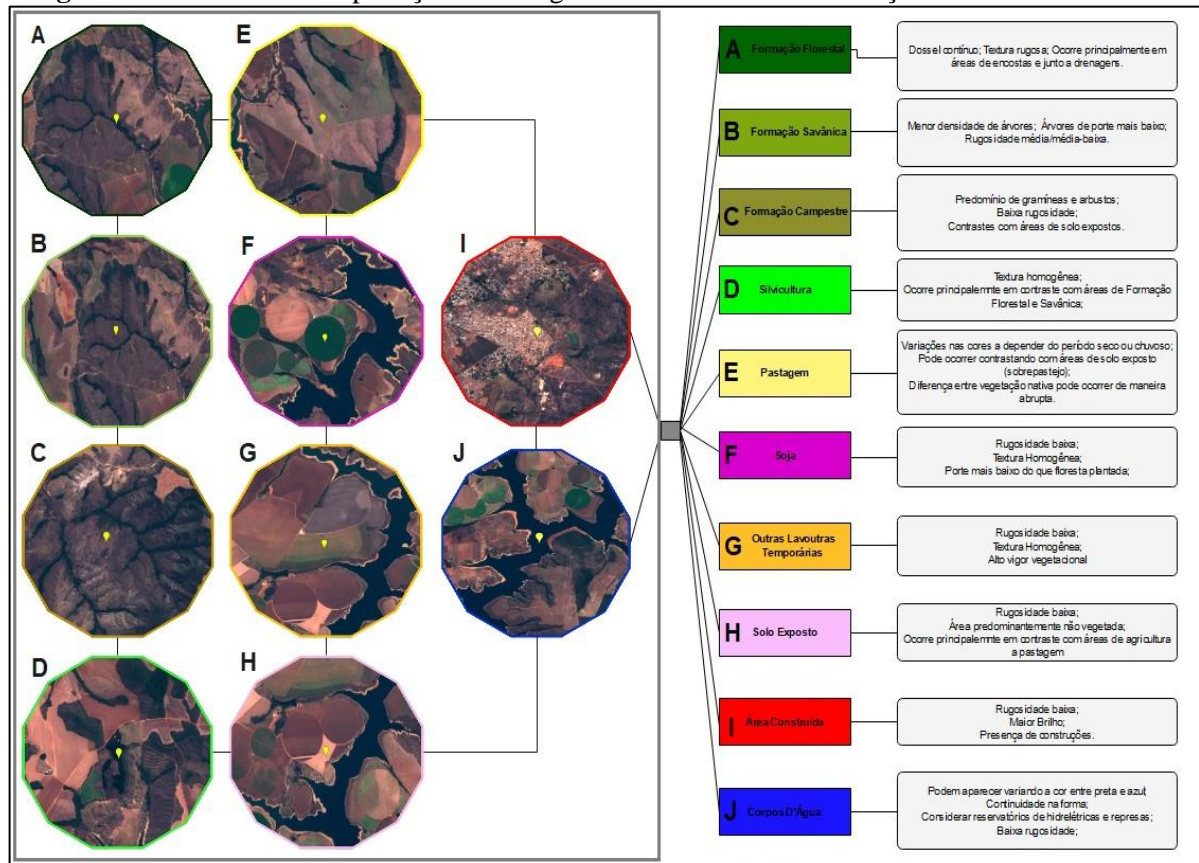 A
E
B
F
I
C
G
J
D
H
A Formação Florestal
Dossel contínuo; Textura rugosa; Ocorre principalmente em
áreas de encostas e junto a drenagens.
B Formação Savânica
Menor densidade de árvores; Árvores de porte mais baixo;
Rugosidade média/média-baixa.
C Formação Campestre
Predomínio de gramíneas e arbustos;
Baixa rugosidade;
Contrastes com áreas de solo expostos.
D Silvicultura
Textura homogênea;
Ocorre principalemnte em contraste com áreas de Formação
Florestal e Savânica;
E Pastagem
Variações nas cores a depender do período seco ou chuvoso;
Pode ocorrer contrastando com áreas de solo exposto
(sobrepastejo);
Diferença entre vegetação nativa pode ocorrer de maneira
abrupta.
F Soja
Rugosidade baixa;
Textura Homogênea;
Porte mais baixo do que floresta plantada;
G Outras Lavoutras
Temporárias
Rugosidade baixa;
Textura Homogênea;
Alto vigor vegetacional
H Solo Exposto
Rugosidade baixa;
Área predominantemente não vegetada;
Ocorre principalemnte em contraste com áreas de agricultura
a pastagem
I Área Construída
Rugosidade baixa;
Maior Brilho;
Presença de construções.
J Corpos D'Água
Podem aparecer variando a cor entre preta e azul;
Continuidade na forma;
Considerar reservatórios de hidrelétricas e represas;
Baixa rugosidade;